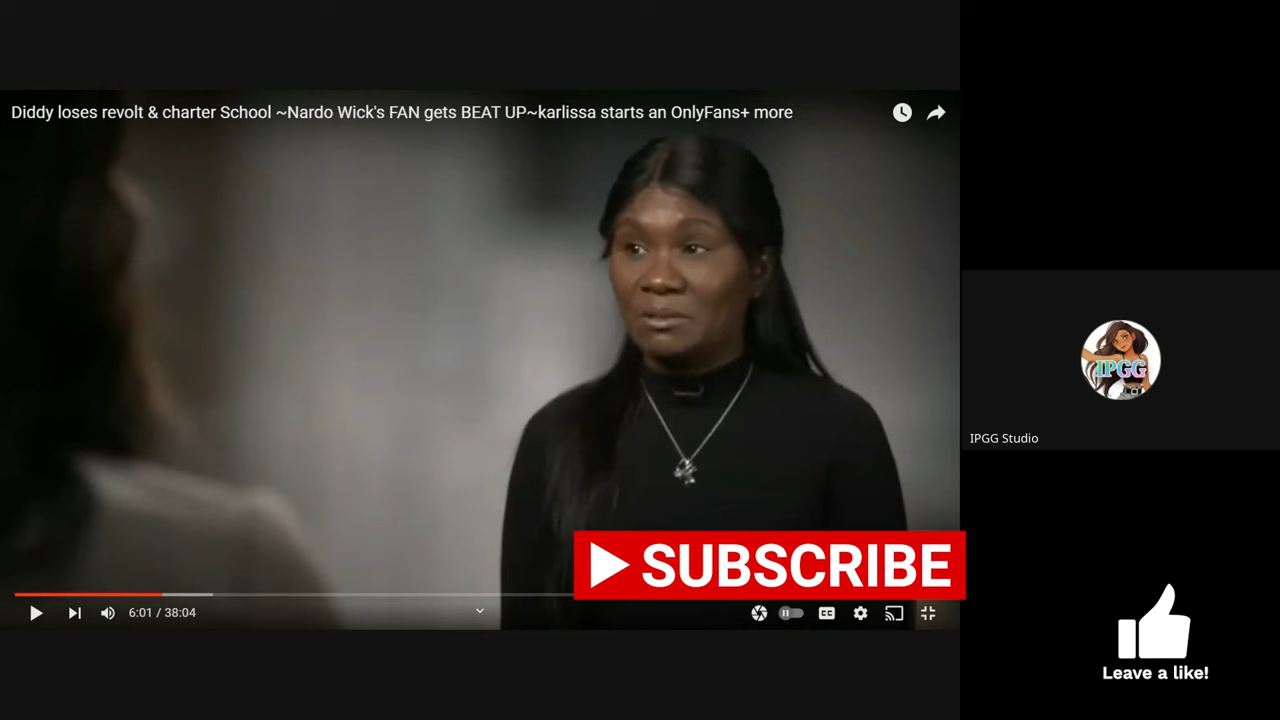 Diddy loses revolt & charter School ~Nardo Wick's FAN gets BEAT UP~karlissa starts an OnlyFans+ more
IPGG
IPGG Studio
SUBSCRIBE
6:01 / 38:04
CC
Leave a like!